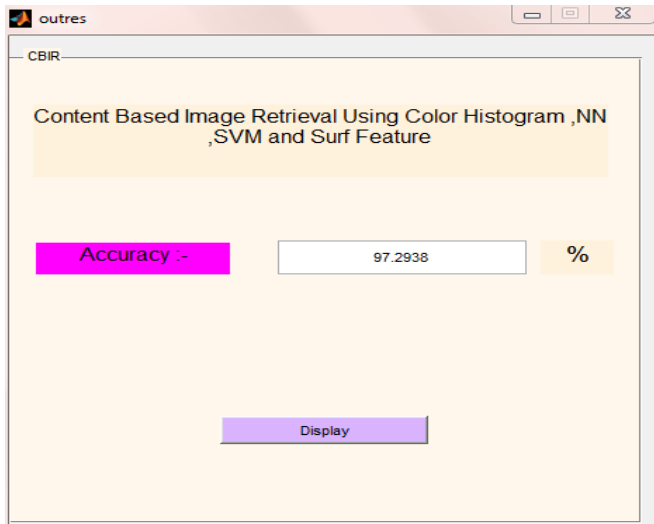 outres
CBIR
Content Based Image Retrieval Using Color Histogram ,NN
,SVM and Surf Feature
Accuracy :- 97.2938 %
Display